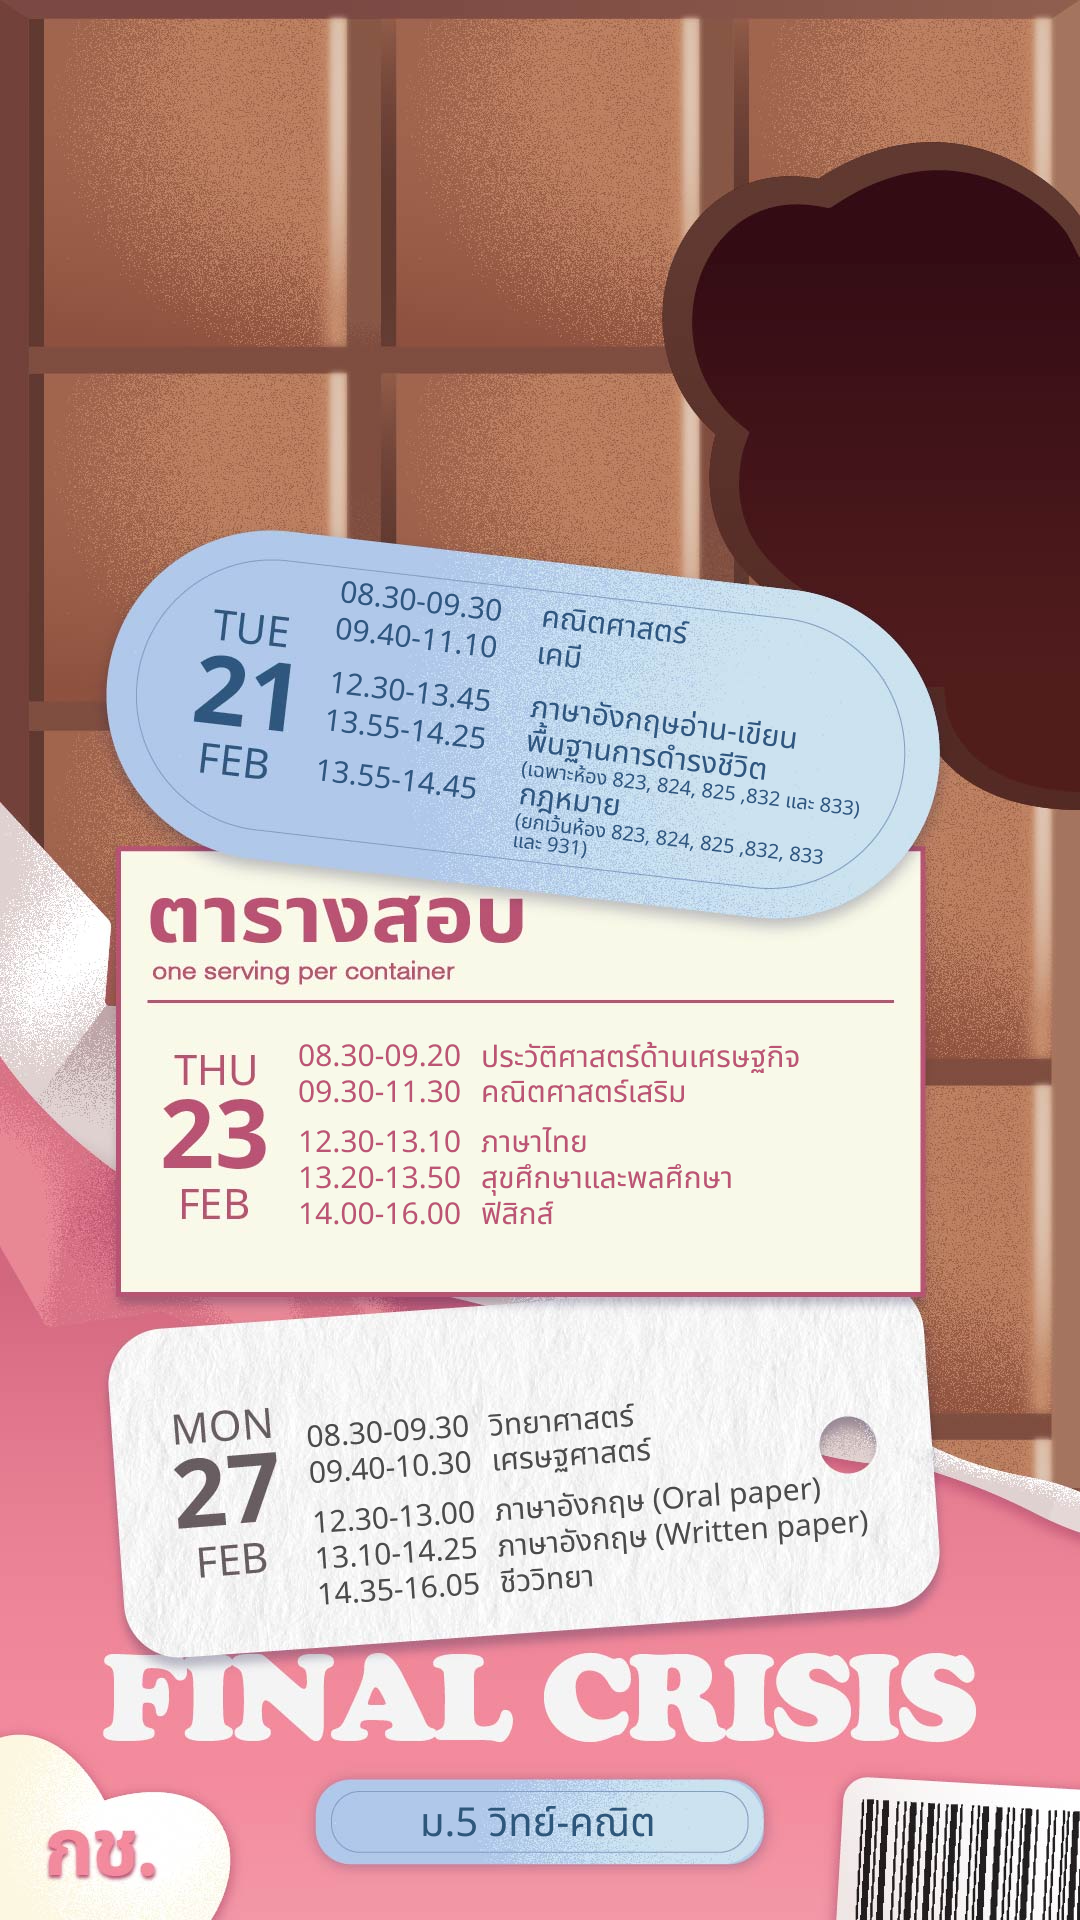 TUE
21
FEB
08.30-09.30 คณิตศาสตร์
09.40-11.10 เคมี
12.30-13.45 ภาษาอังกฤษอ่าน-เขียน
13.55-14.25 พื้นฐานการดำรงชีวิต
(เฉพาะห้อง 823, 824, 825 ,832 และ 833)
13.55-14.45 กฎหมาย
(ยกเว้นห้อง 823, 824, 825 ,832, 833
และ 931)
ตารางสอบ
one serving per container
THU
23
FEB
08.30-09.20 ประวัติศาสตร์ด้านเศรษฐกิจ
09.30-11.30 คณิตศาสตร์เสริม
12.30-13.10 ภาษาไทย
13.20-13.50 สุขศึกษาและพลศึกษา
14.00-16.00 ฟิสิกส์
MON
27
FEB
08.30-09.30 วิทยาศาสตร์
09.40-10.30 เศรษฐศาสตร์
12.30-13.00 ภาษาอังกฤษ (Oral paper)
13.10-14.25 ภาษาอังกฤษ (Written paper)
14.35-16.05 ชีววิทยา
FINAL CRISIS
ม.5 วิทย์-คณิต
กช.